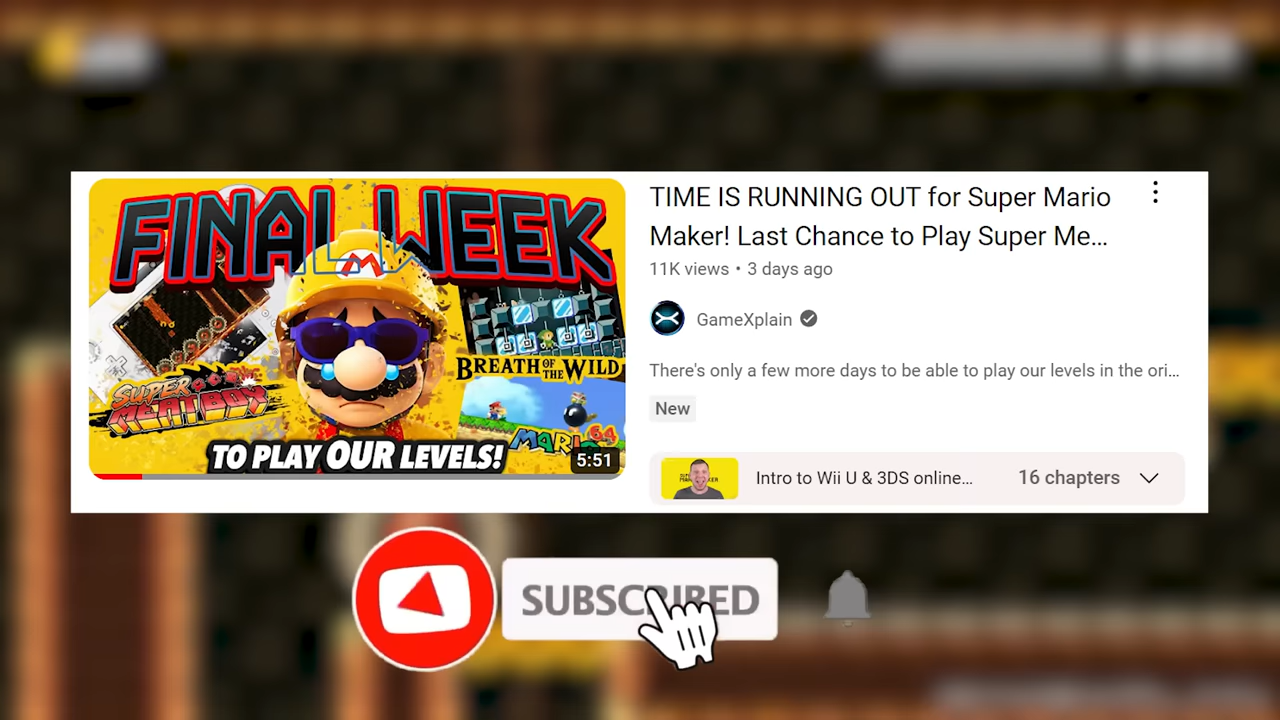 FINAL WEEK
M
SUPER
MEAT BOY
BREATH OF THE WILD
MARIO 64
TO PLAY OUR LEVELS!
5:51
TIME IS RUNNING OUT for Super Mario
Maker! Last Chance to Play Super Me...
11K views • 3 days ago
GameXplain
There's only a few more days to be able to play our levels in the ori...
New
Intro to Wii U & 3DS online...
16 chapters
SUBSCRIBED